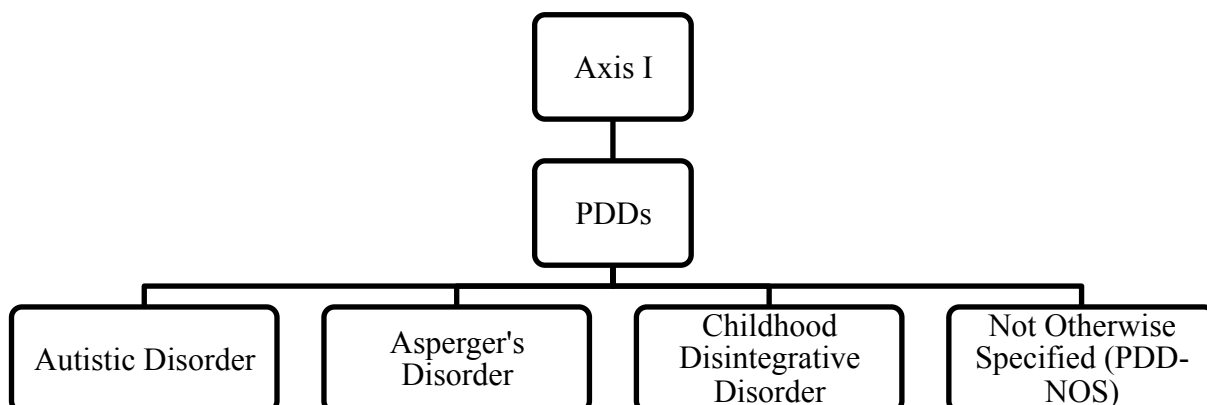 Axis I
PDDs
Autistic Disorder
Asperger's
Disorder
Childhood
Disintegrative
Disorder
Not Otherwise
Specified (PDD-
NOS)